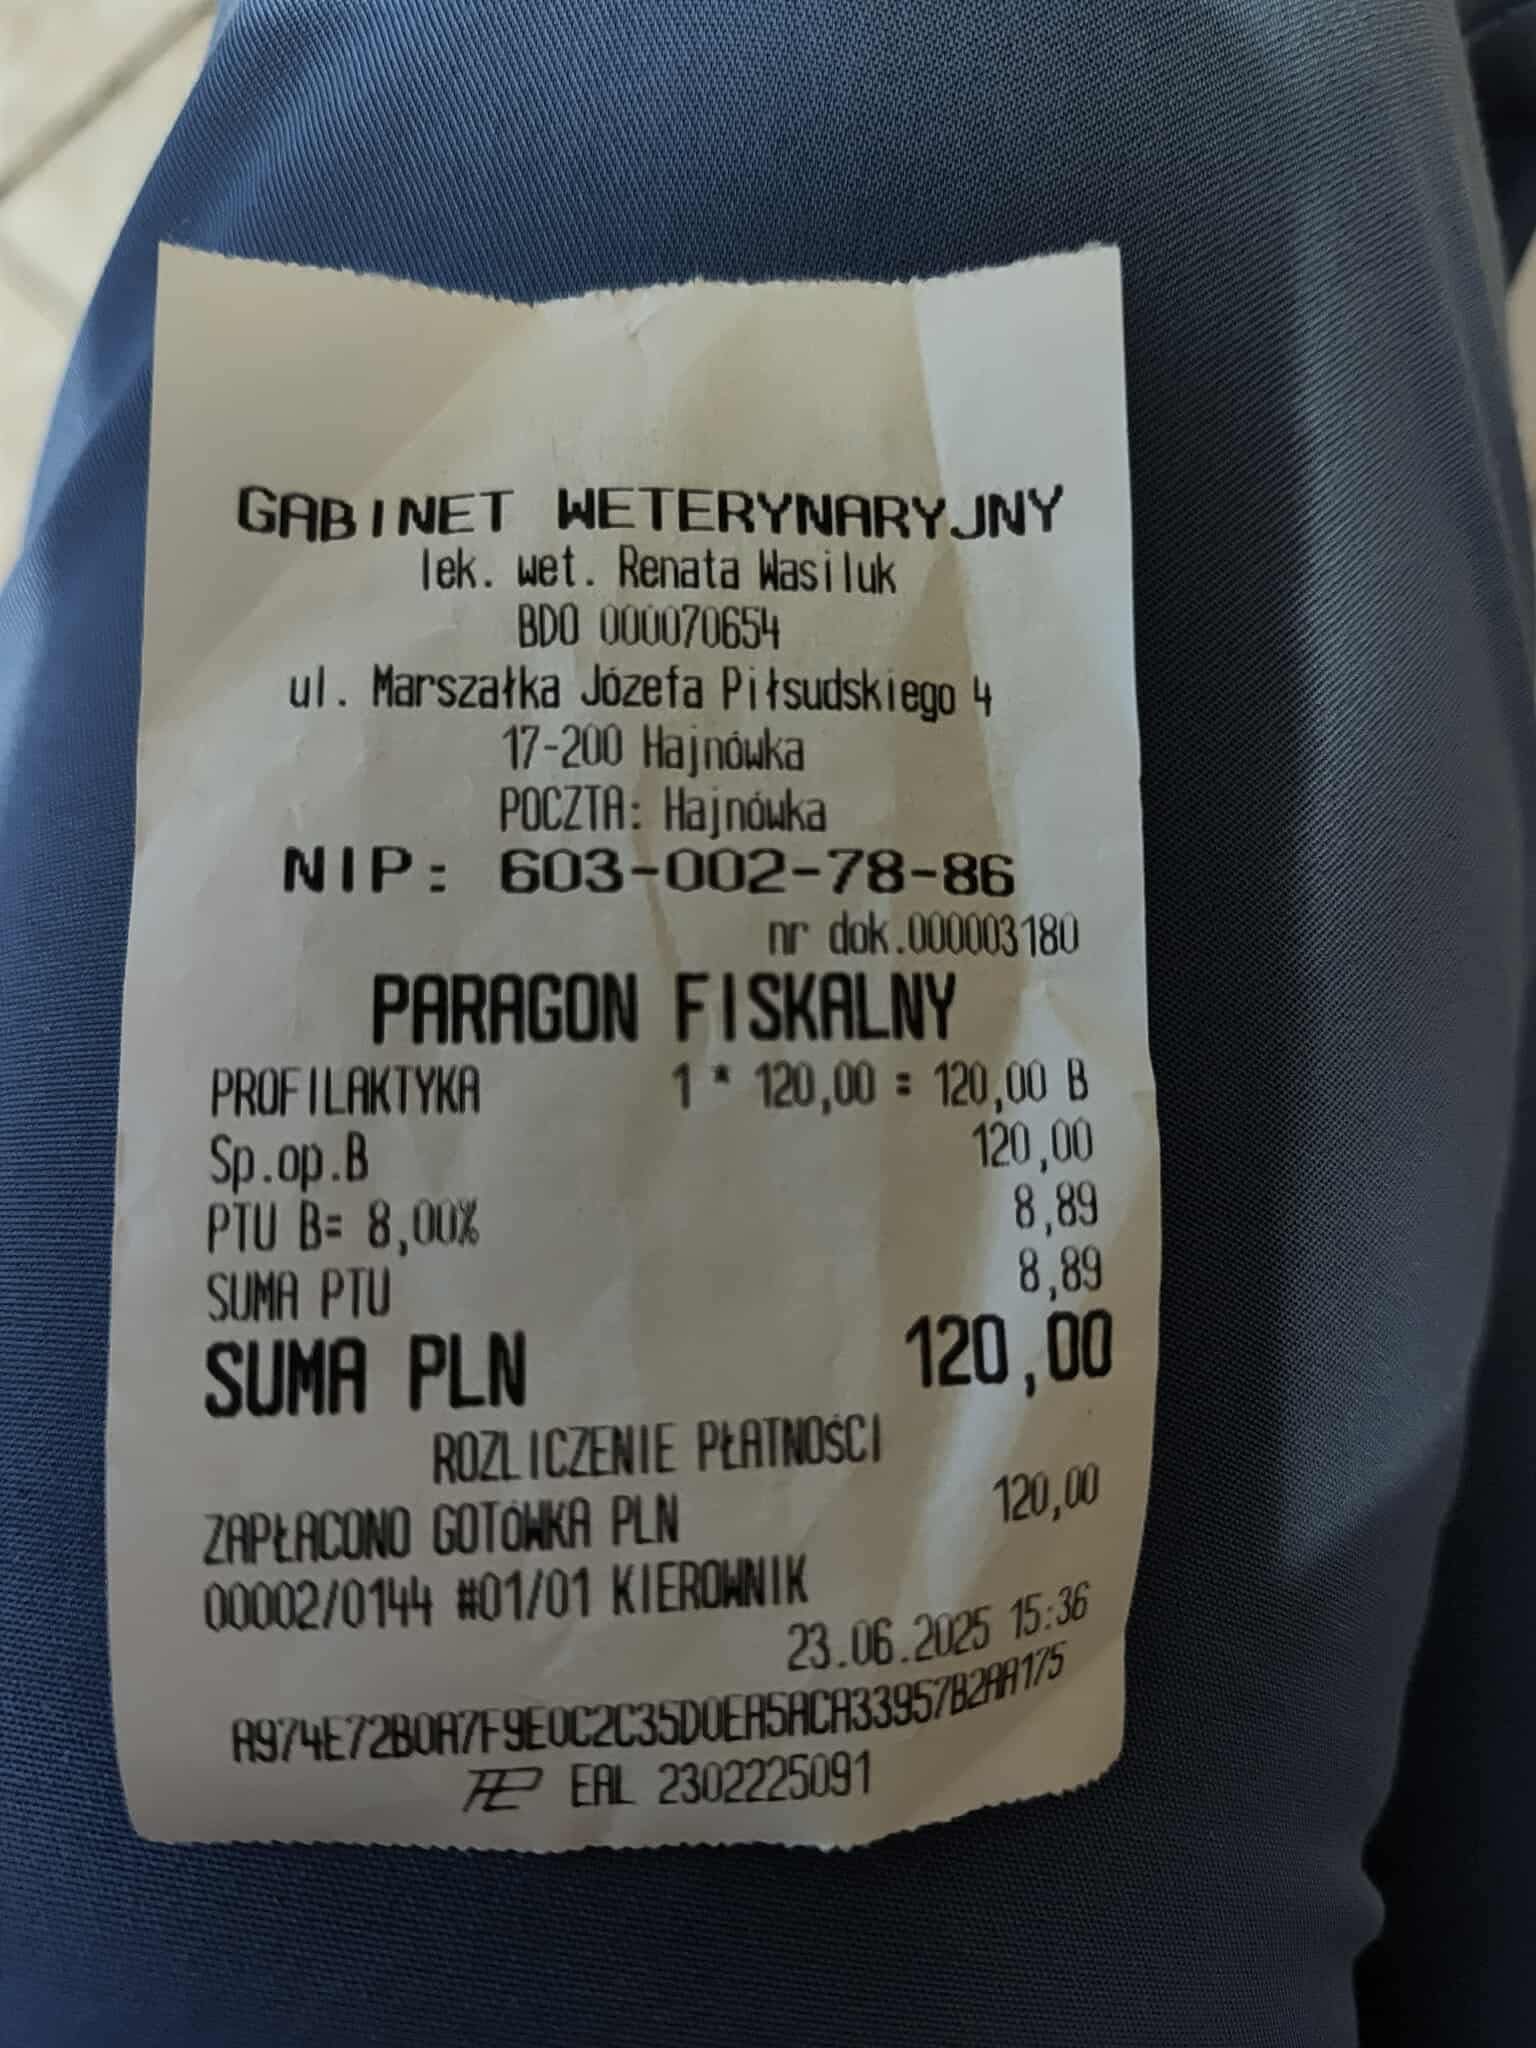 GABINET WETERYNARYJNY
lek. wet. Renata Wasiluk
BDO 000070654
ul. Marszałka Józefa Piłsudskiego 4
17-200 Hajnówka
POCZTA: Hajnówka
NIP: 603-002-78-86
nr dok.000003180
PARAGON FISKALNY
PROFILAKTYKA 1 * 120,00 = 120,00 B
Sp.op.B 120,00
PTU B= 8,00% 8,89
SUMA PTU 8,89
SUMA PLN 120,00
ROZLICZENIE PŁATNOŚCI
ZAPŁACONO GOTÓWKA PLN 120,00
00002/0144 #01/01 KIEROWNIK
23.06.2025 15:36
A974E72B0A7F9E0C2C35D0EA5ACA33957B2AA175
EAL 2302225091